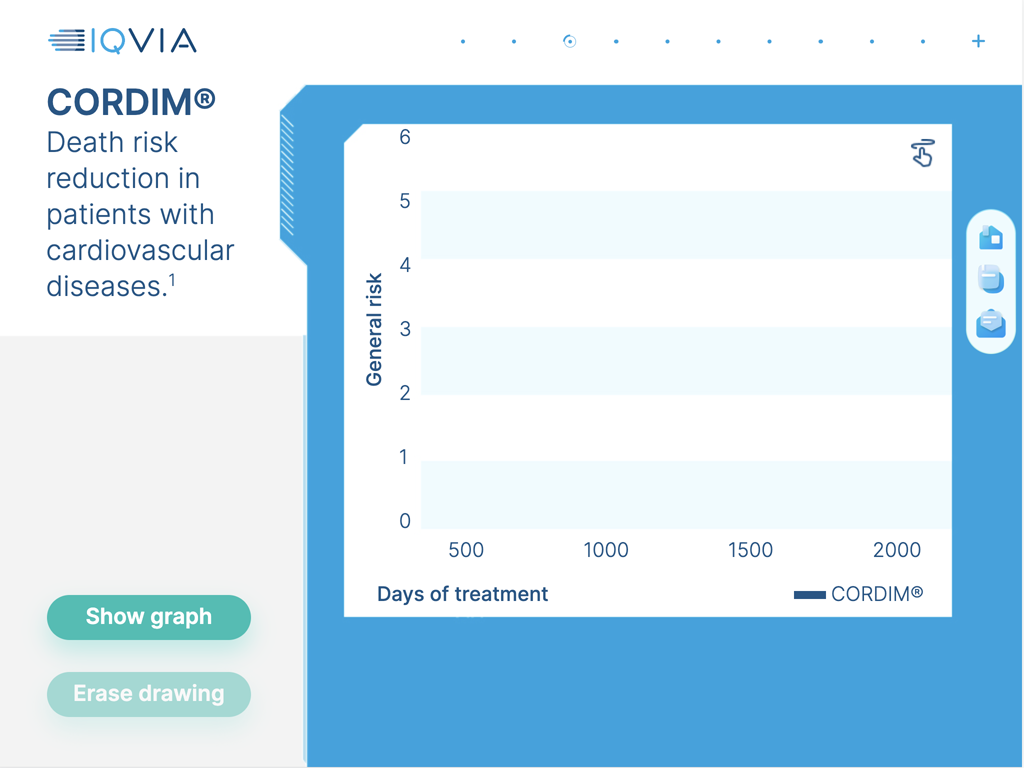 IQVIA
CORDIM®
Death risk
reduction in
patients with
cardiovascular
diseases.1
6
5
4
3
2
1
0
General risk
500 1000 1500 2000
Days of treatment
CORDIM®
Show graph
Erase drawing